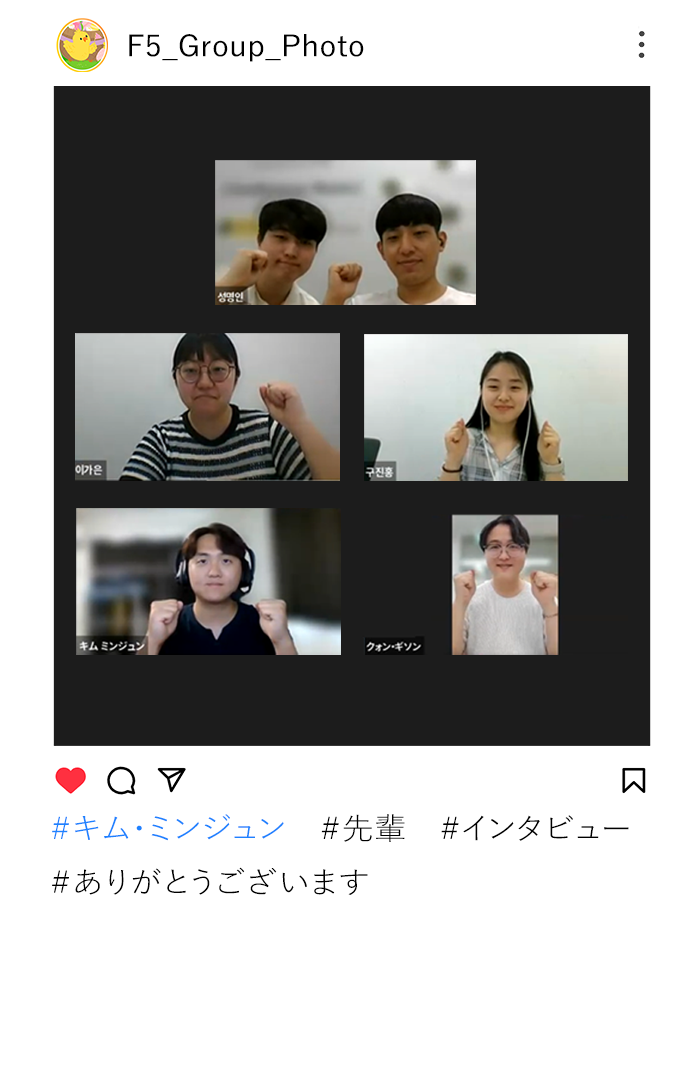 F5_Group_Photo
성명인
이가은
구진홍
キム ミンジュン
クォン・ギソン
#キム・ミンジュン #先輩 #インタビュー
#ありがとうございます